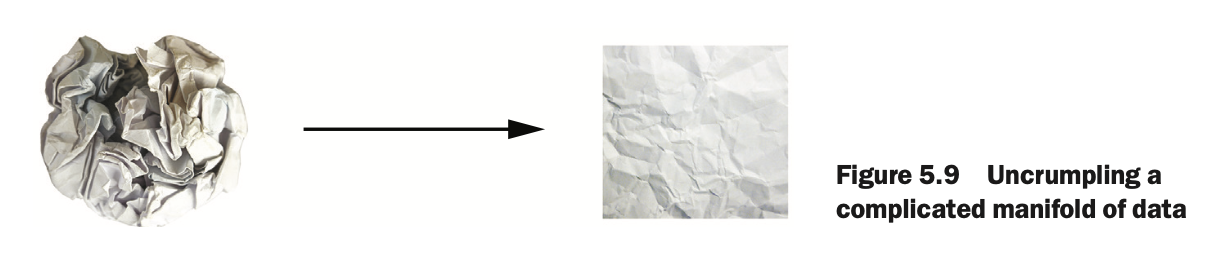 Figure 5.9 Uncrumpling a
complicated manifold of data